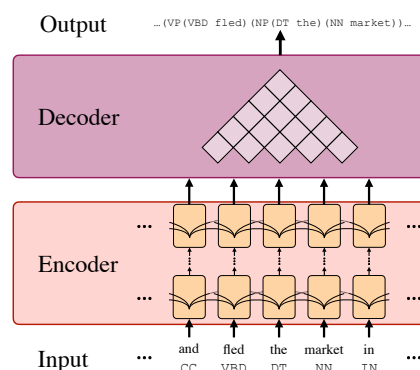 Output ...(VP(VBD fled)(NP(DT the)(NN market))...
Decoder
... ...
Encoder
... ...
Input ... and fled the market in ...
CC VBD DT NN IN